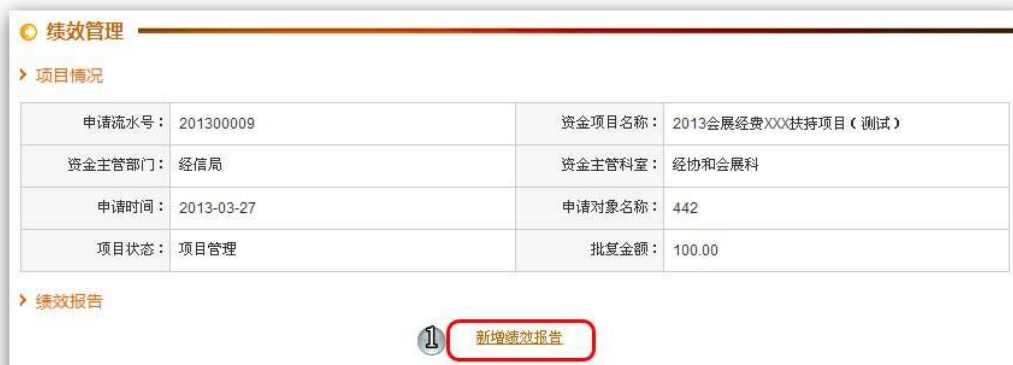 绩效管理
项目情况
申请流水号： 201300009 资金项目名称： 2013会展经费XXX扶持项目（测试）
资金主管部门： 经信局 资金主管科室： 经协和会展科
申请时间： 2013-03-27 申请对象名称： 442
项目状态： 项目管理 批复金额： 100.00
绩效报告
1 新增绩效报告